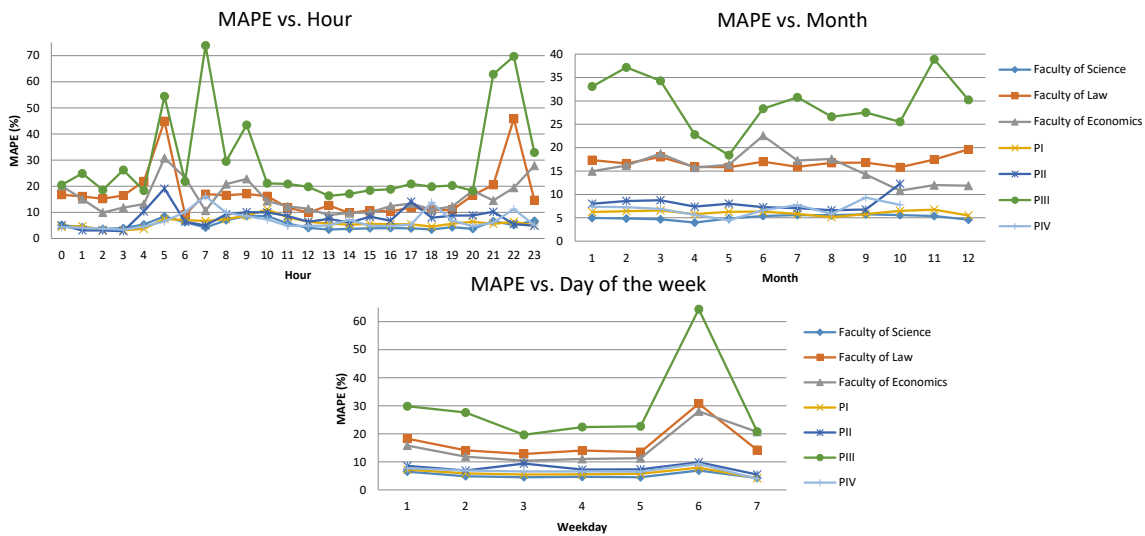 MAPE vs. Hour
MAPE (%)
70
60
50
40
30
20
10
0
0 1 2 3 4 5 6 7 8 9 10 11 12 13 14 15 16 17 18 19 20 21 22 23
Hour
MAPE vs. Month
40
35
30
25
20
15
10
5
0
1 2 3 4 5 6 7 8 9 10 11 12
Month
Faculty of Science
Faculty of Law
Faculty of Economics
PI
PII
PIII
PIV
MAPE vs. Day of the week
MAPE (%)
60
50
40
30
20
10
0
1 2 3 4 5 6 7
Weekday
Faculty of Science
Faculty of Law
Faculty of Economics
PI
PII
PIII
PIV